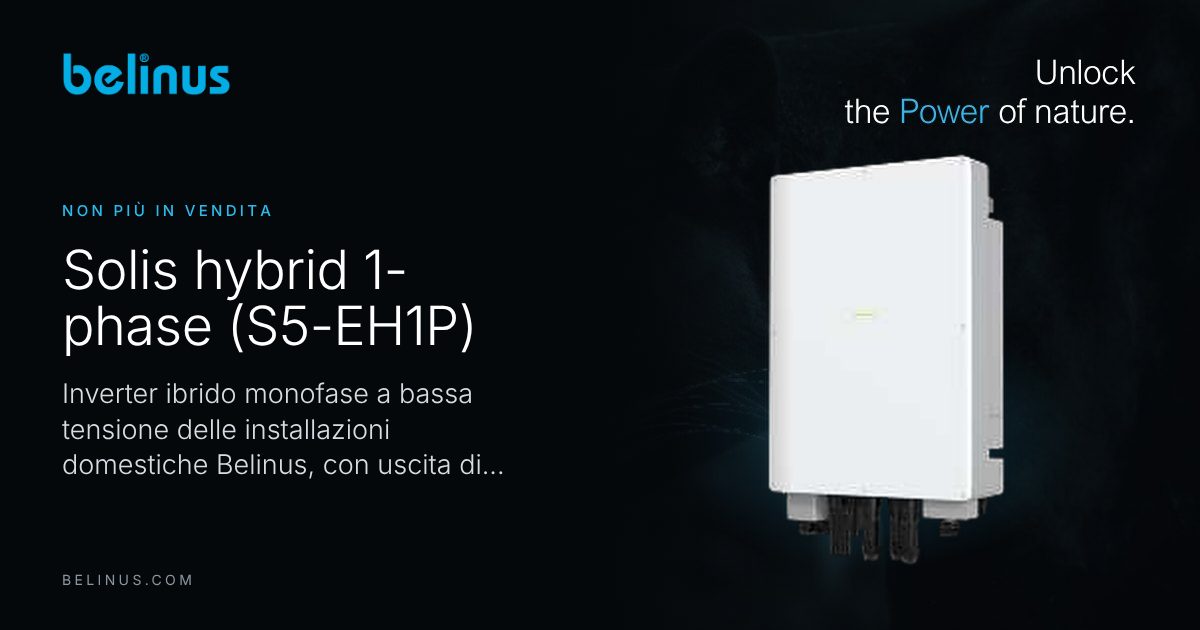 belinus®
Unlock
the Power of nature.
NON PIÙ IN VENDITA
Solis hybrid 1-
phase (S5-EH1P)
Inverter ibrido monofase a bassa
tensione delle installazioni
domestiche Belinus, con uscita di...
BELINUS.COM